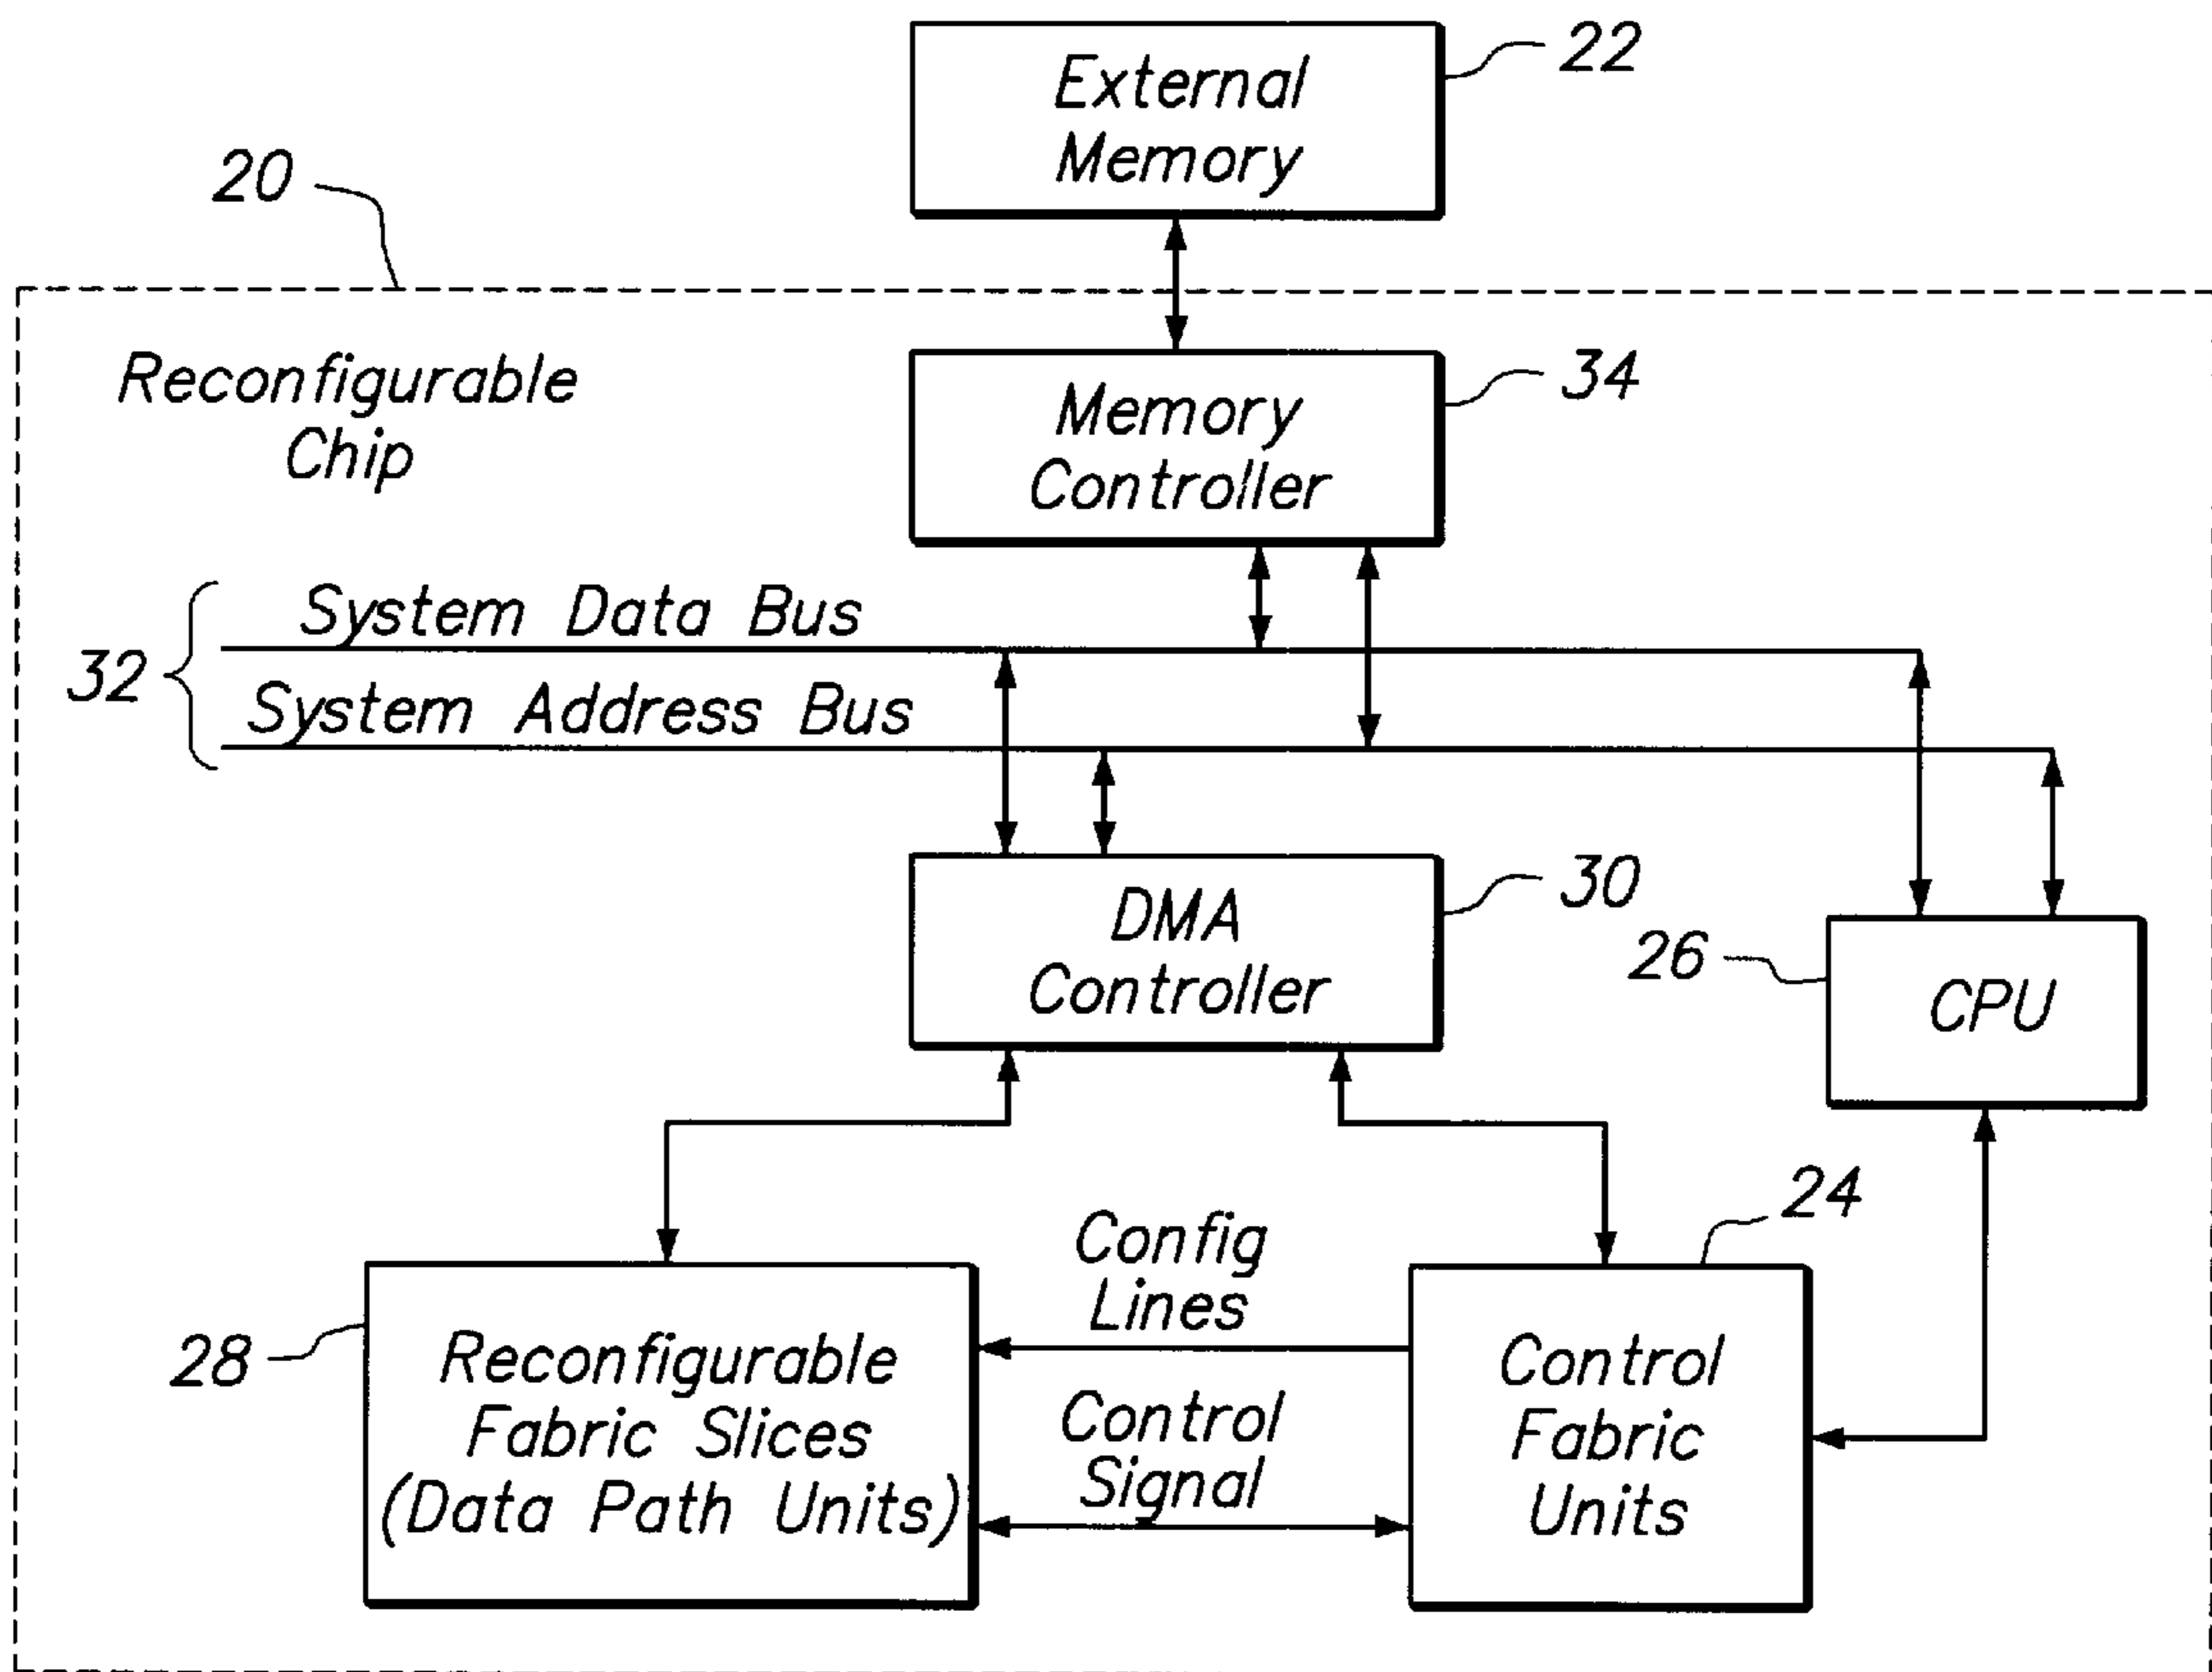 External
Memory
22
20
Reconfigurable
Chip
Memory
Controller
34
System Data Bus
32
System Address Bus
DMA
Controller
30
26
CPU
24
Config
Lines
28
Reconfigurable
Fabric Slices
(Data Path Units)
Control
Signal
Control
Fabric
Units